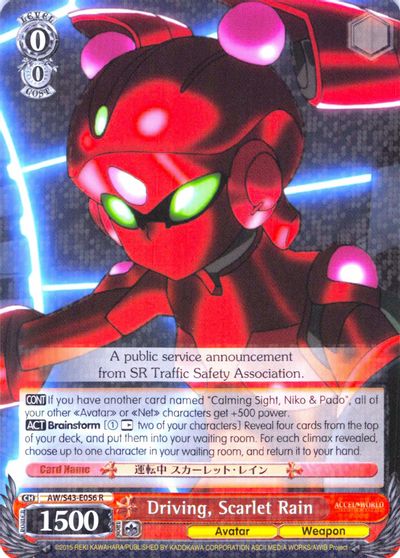 LEVEL
0
0
COST
A public service announcement
from SR Traffic Safety Association.
CONT If you have another card named "Calming Sight, Niko & Pado", all of
your other «Avatar» or «Net» characters get +500 power.
ACT Brainstorm [① two of your characters] Reveal four cards from the top
of your deck, and put them into your waiting room. For each climax revealed,
choose up to one character in your waiting room, and return it to your hand.
Card Name 運転中 スカーレット・レイン
CH AW/S43-E056 R
POWER 1500 SOUL
Driving, Scarlet Rain
ACCEL WORLD
Avatar Weapon
©2015 REKI KAWAHARA/PUBLISHED BY KADOKAWA CORPORATION ASCII MEDIA WORKS/AWIB Project